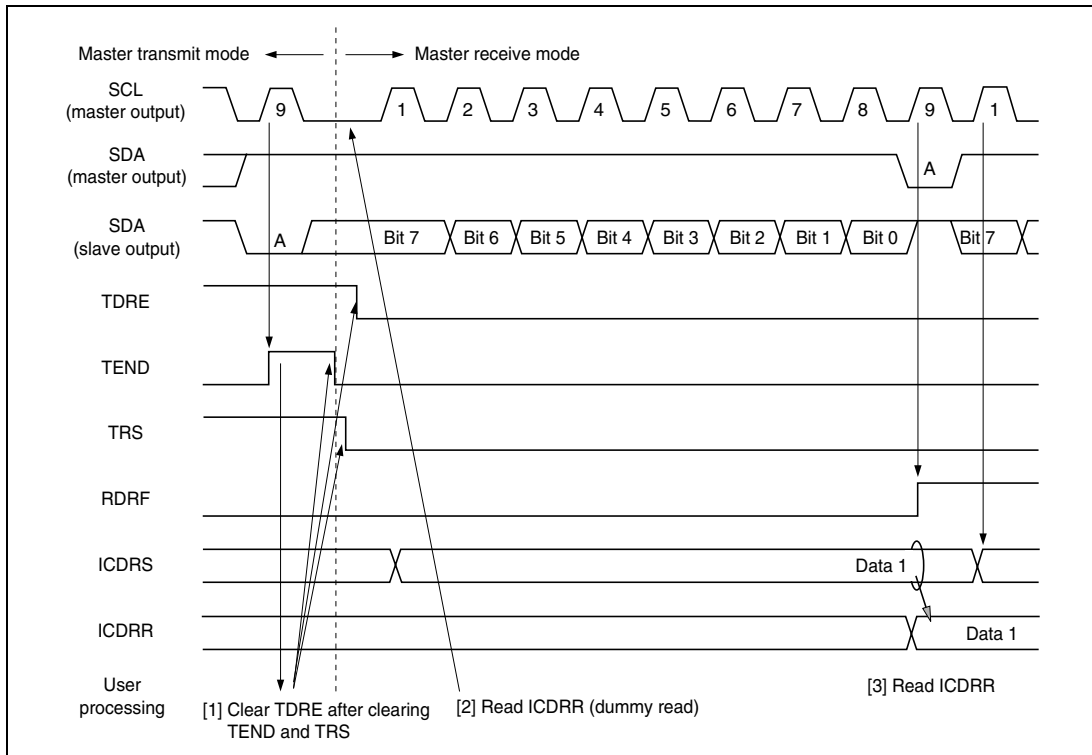 Master transmit mode
Master receive mode
SCL
(master output)
9
1
2
3
4
5
6
7
8
9
1
SDA
(master output)
A
SDA
(slave output)
A
Bit 7
Bit 6
Bit 5
Bit 4
Bit 3
Bit 2
Bit 1
Bit 0
Bit 7
TDRE
TEND
TRS
RDRF
ICDRS
Data 1
ICDRR
Data 1
User
processing
[1] Clear TDRE after clearing
TEND and TRS
[2] Read ICDRR (dummy read)
[3] Read ICDRR